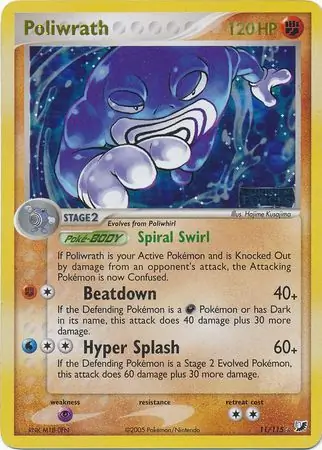 Poliwrath 120 HP
Illus. Hajime Kusajima
STAGE2
Evolves from Poliwhirl
Poké-BODY Spiral Swirl
If Poliwrath is your Active Pokémon and is Knocked Out
by damage from an opponent's attack, the Attacking
Pokémon is now Confused.
Beatdown 40+
If the Defending Pokémon is a Pokémon or has Dark
in its name, this attack does 40 damage plus 30 more
damage.
Hyper Splash 60+
If the Defending Pokémon is a Stage 2 Evolved Pokémon,
this attack does 60 damage plus 30 more damage.
weakness resistance retreat cost
©2005 Pokémon/Nintendo 11/115